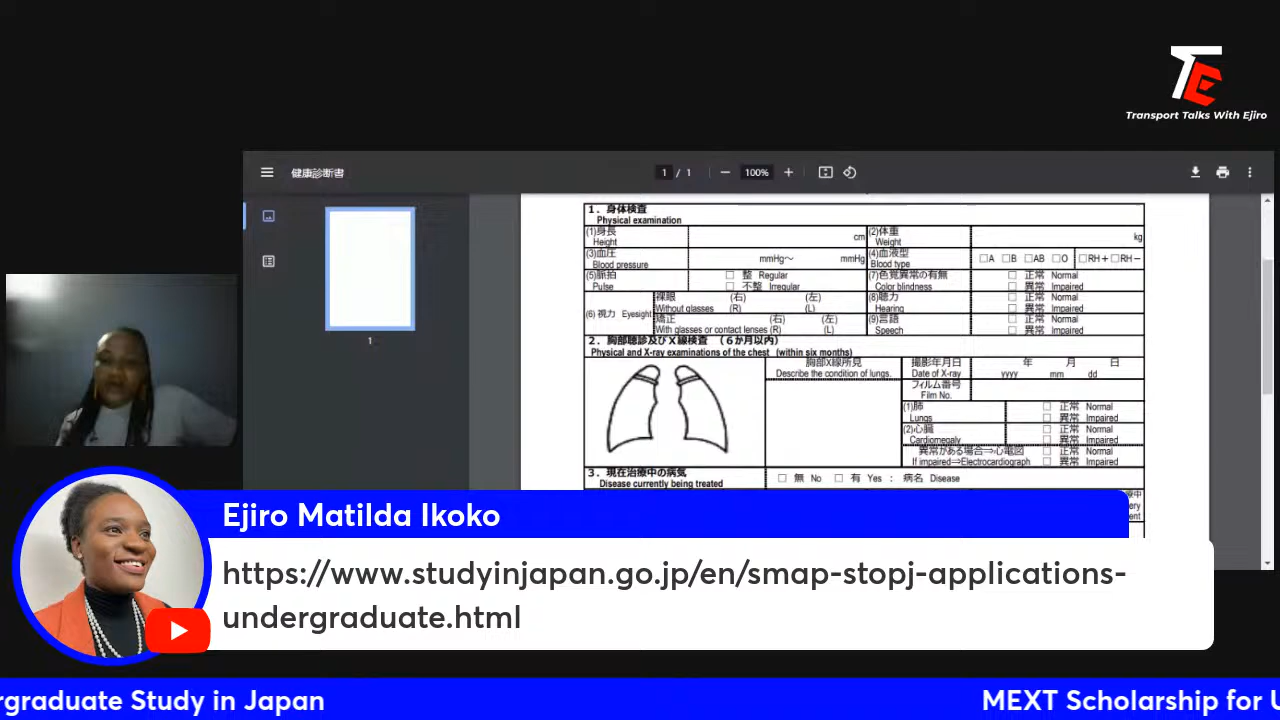 TE
Transport Talks With Ejiro
健康診断書
1 / 1
100%
1
1．身体検査
Physical examination
(1)身長
Height
cm
(2)体重
Weight
kg
(3)血圧
Blood pressure
mmHg～ mmHg
(4)血液型
Blood type
□A □B □AB □O □RH＋□RH－
(5)脈拍
Pulse
□ 整 Regular
□ 不整 Irregular
(7)色覚異常の有無
Color blindness
□ 正常 Normal
□ 異常 Impaired
(6) 視力 Eyesight
裸眼 (右) (左)
Without glasses (R) (L)
矯正 (右) (左)
With glasses or contact lenses (R) (L)
(8)聴力
Hearing
□ 正常 Normal
□ 異常 Impaired
(9)言語
Speech
□ 正常 Normal
□ 異常 Impaired
2．胸部聴診及びX線検査 （６か月以内）
Physical and X-ray examinations of the chest (within six months)
胸部X線所見
Describe the condition of lungs.
撮影年月日 年 月 日
Date of X-ray yyyy mm dd
フィルム番号
Film No.
(1)肺
Lungs
□ 正常 Normal
□ 異常 Impaired
(2)心臓
Cardiomegaly
□ 正常 Normal
□ 異常 Impaired
異常がある場合⇒心電図
If impaired⇒Electrocardiograph
□ 正常 Normal
□ 異常 Impaired
3．現在治療中の病気
Disease currently being treated
□ 無 No □ 有 Yes ： 病名 Disease
Ejiro Matilda Ikoko
https://www.studyinjapan.go.jp/en/smap-stopj-applications-
undergraduate.html
rgraduate Study in Japan
MEXT Scholarship for U